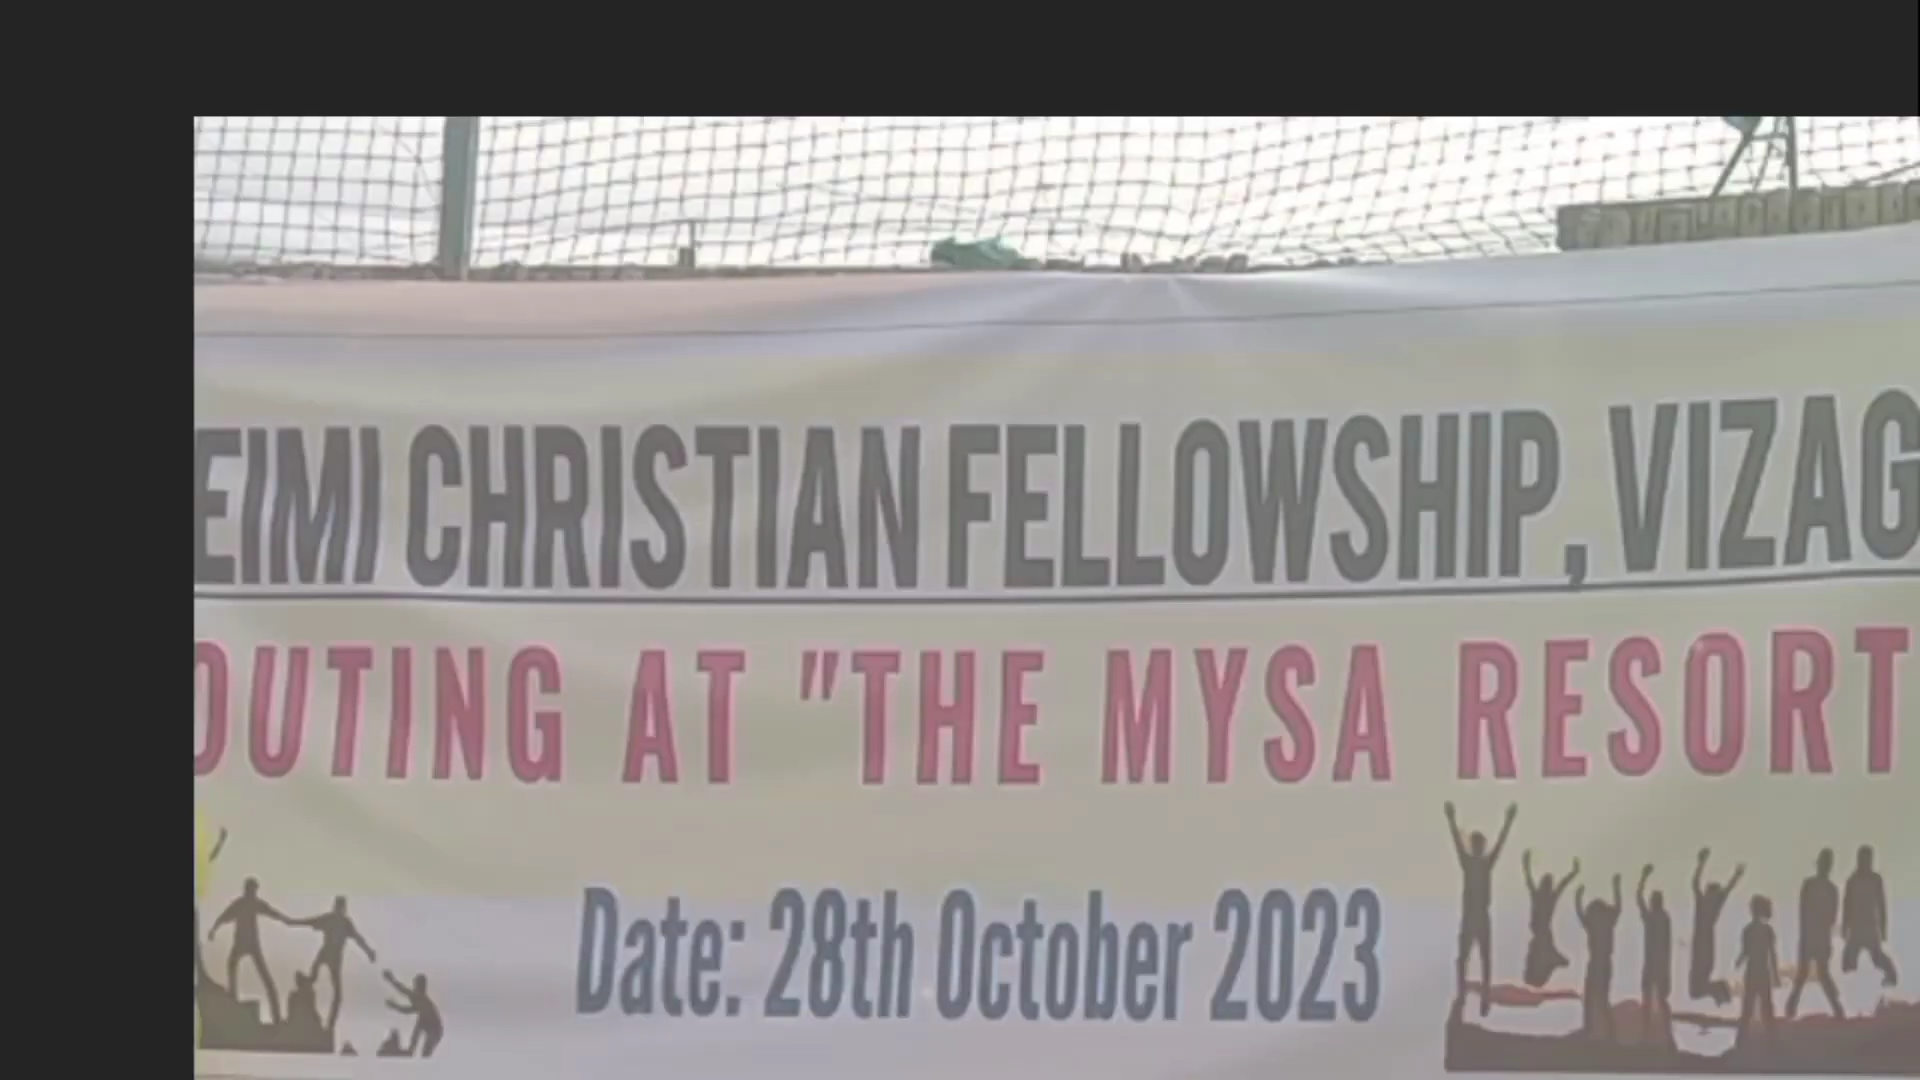 EIMI CHRISTIAN FELLOWSHIP, VIZAG
OUTING AT "THE MYSA RESORT
Date: 28th October 2023